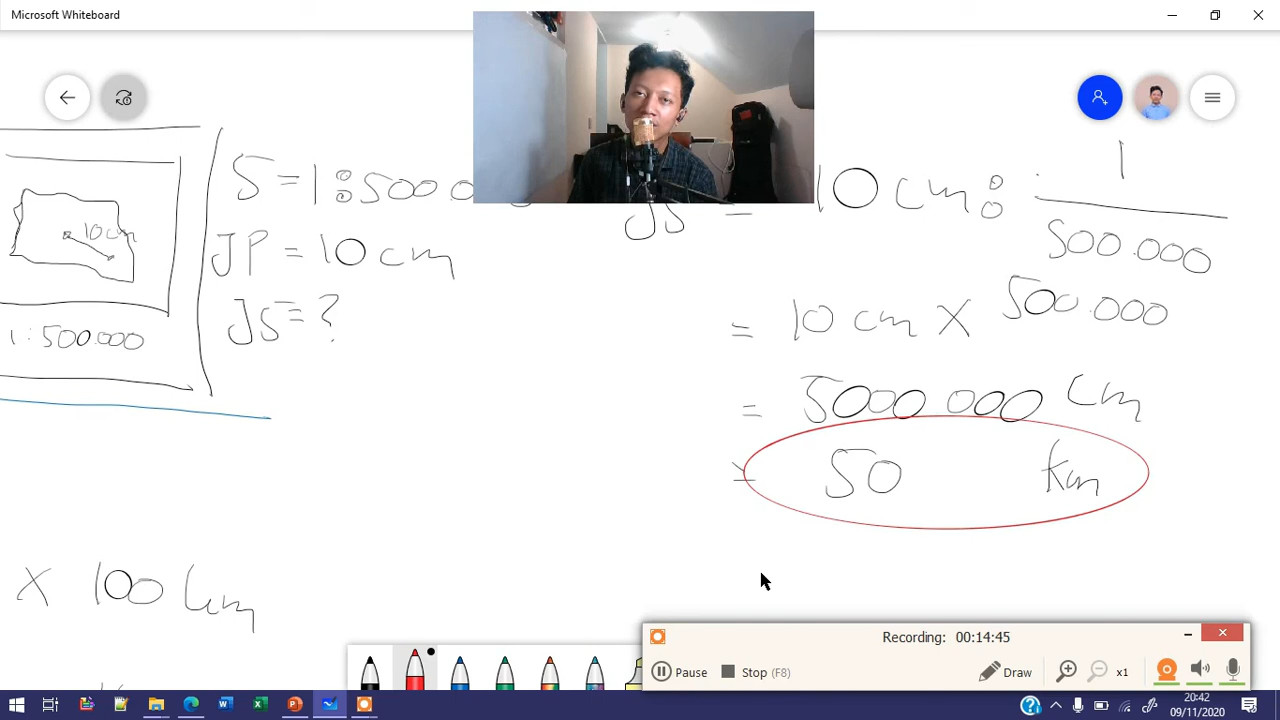 Microsoft Whiteboard
S = 1 : 500.0
JP = 10 cm
JS = ?
10 cm
1 : 500.000
JS = 10 cm : 1
500.000
= 10 cm X 500.000
= 5000 000 cm
= 50 km
X 100 cm
Recording: 00:14:45
Pause
Stop (F8)
Draw
x1
20:42
09/11/2020